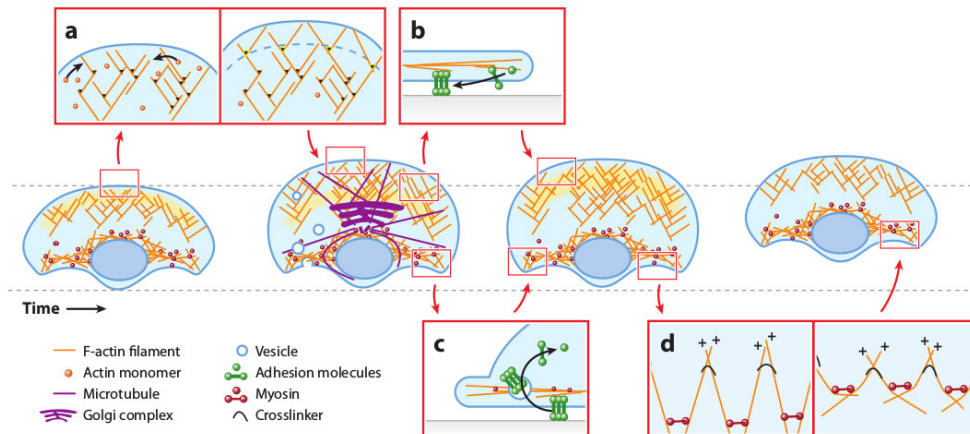 a
b
Time
c
d
+ +
+ +
+ +
+ +
F-actin filament
Actin monomer
Microtubule
Golgi complex
Vesicle
Adhesion molecules
Myosin
Crosslinker